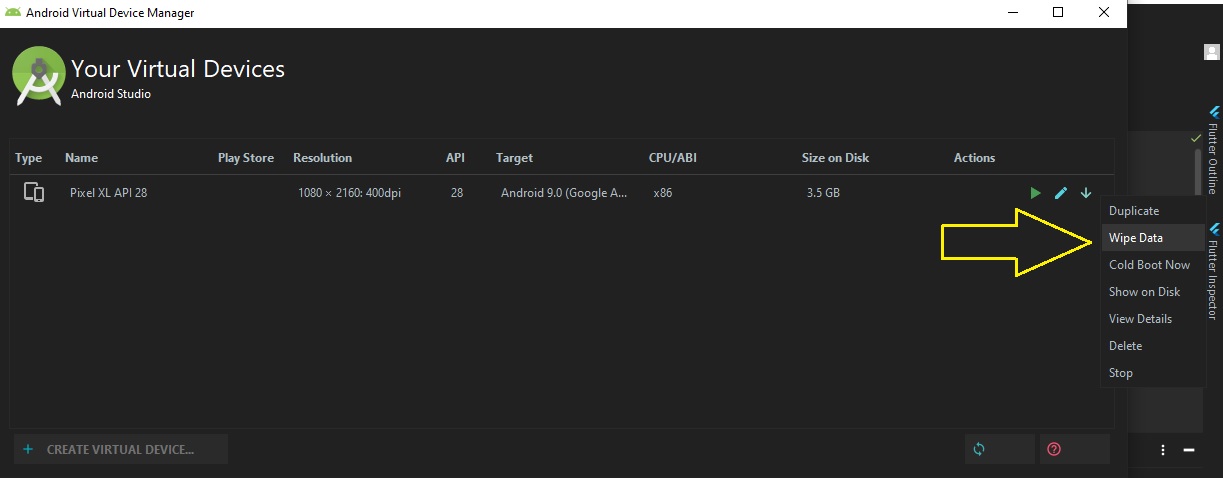 Android Virtual Device Manager
Your Virtual Devices
Android Studio
Type Name Play Store Resolution API Target CPU/ABI Size on Disk Actions
Pixel XL API 28 1080 × 2160: 400dpi 28 Android 9.0 (Google A... x86 3.5 GB
Duplicate
Wipe Data
Cold Boot Now
Show on Disk
View Details
Delete
Stop
+ CREATE VIRTUAL DEVICE...
Flutter Outline
Flutter Inspector